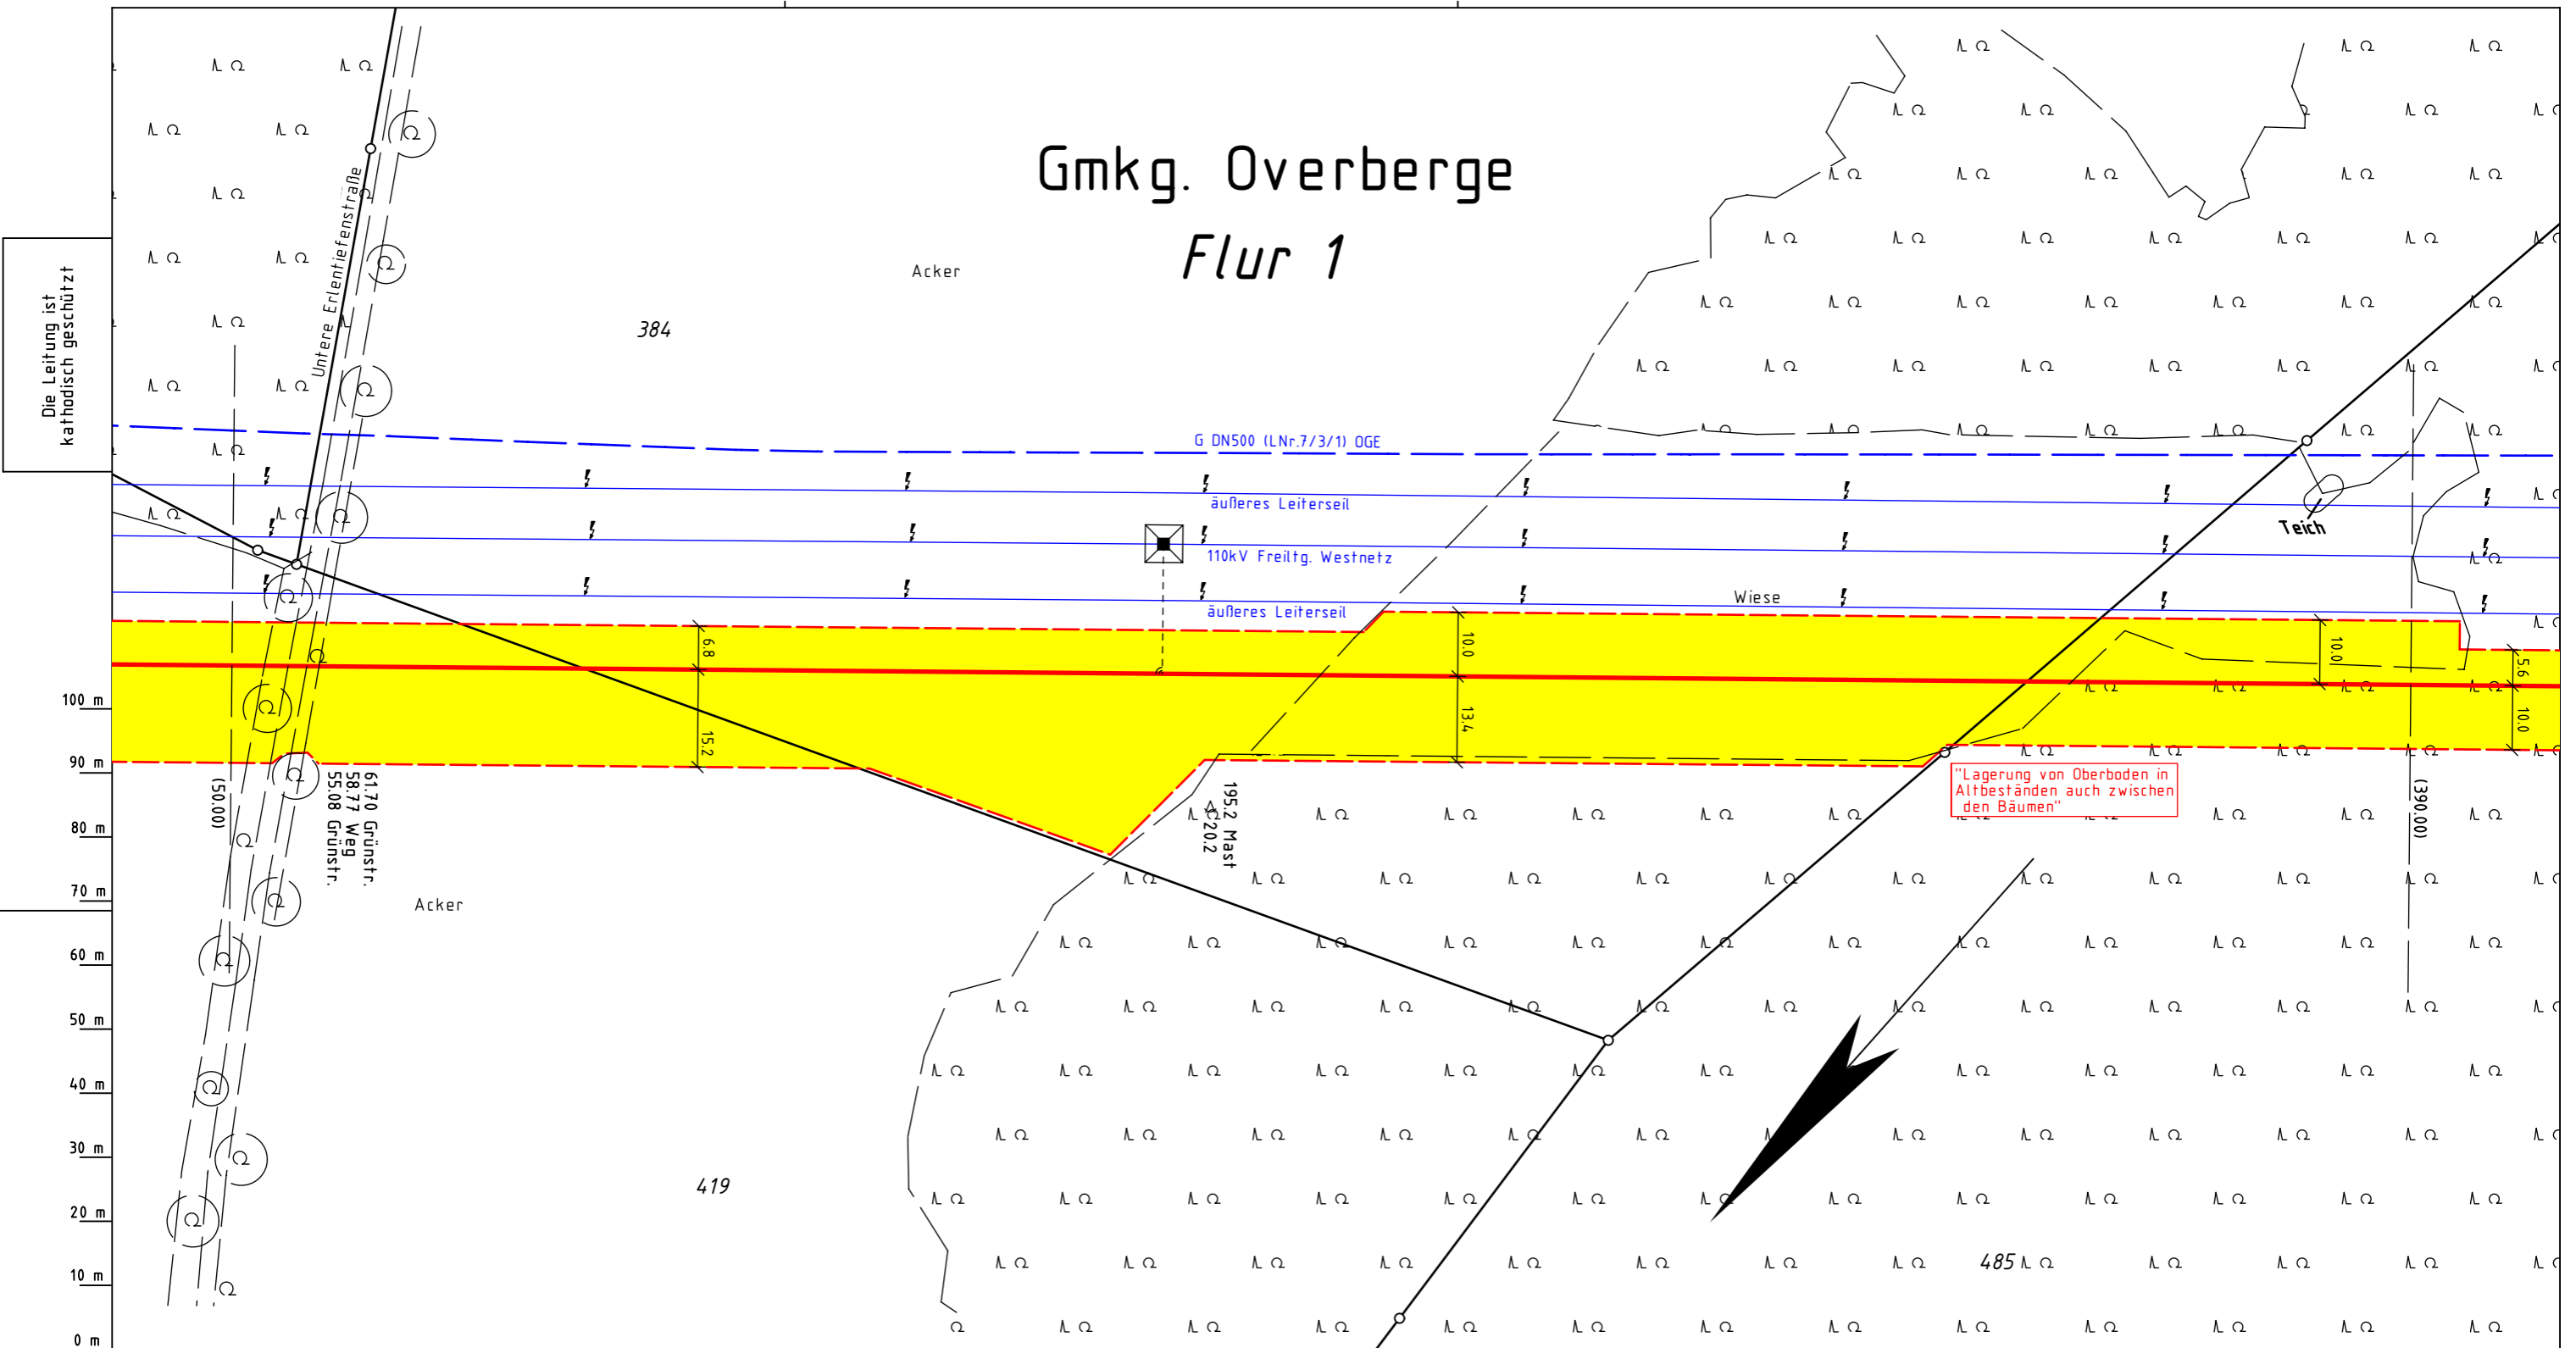 Gmkg. Overberge
Flur 1
Die Leitung ist
kathodisch geschützt
Untere Erlentiefenstraße
Acker
384
G DN500 (LNr.7/3/1) OGE
äußeres Leiterseil
110kV Freiltg. Westnetz
äußeres Leiterseil
Teich
Wiese
6.8
15.2
10.0
13.4
10.0
5.6
10.0
100 m
90 m
80 m
70 m
60 m
50 m
40 m
30 m
20 m
10 m
0 m
(50.00)
61.70 Grünstr.
58.77 Weg
55.08 Grünstr.
195.2 Mast
<20.2
"Lagerung von Oberboden in
Altbeständen auch zwischen
den Bäumen"
(390.00)
Acker
419
485